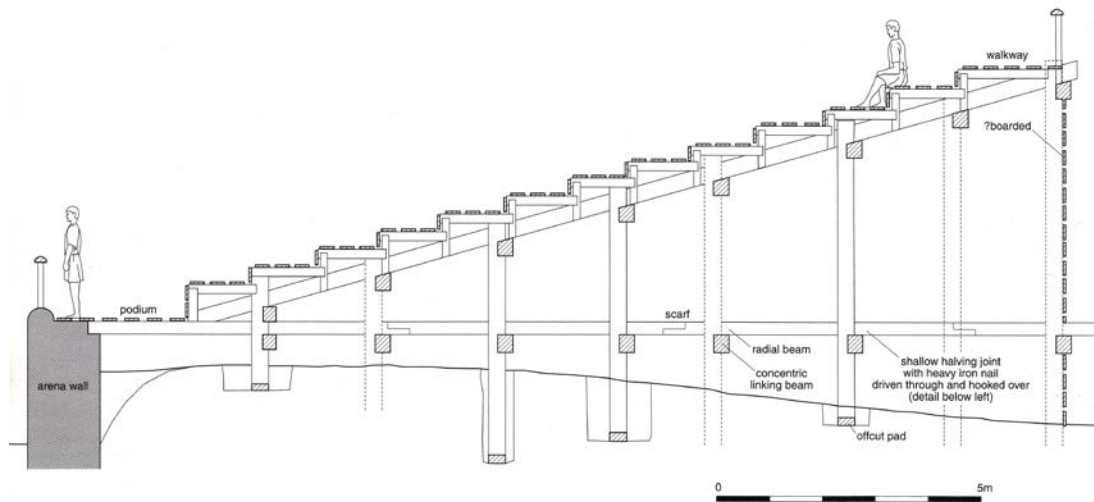 walkway
?boarded
podium
scarf
radial beam
arena wall
concentric
linking beam
shallow halving joint
with heavy iron nail
driven through and hooked over
(detail below left)
offcut pad
0 5m